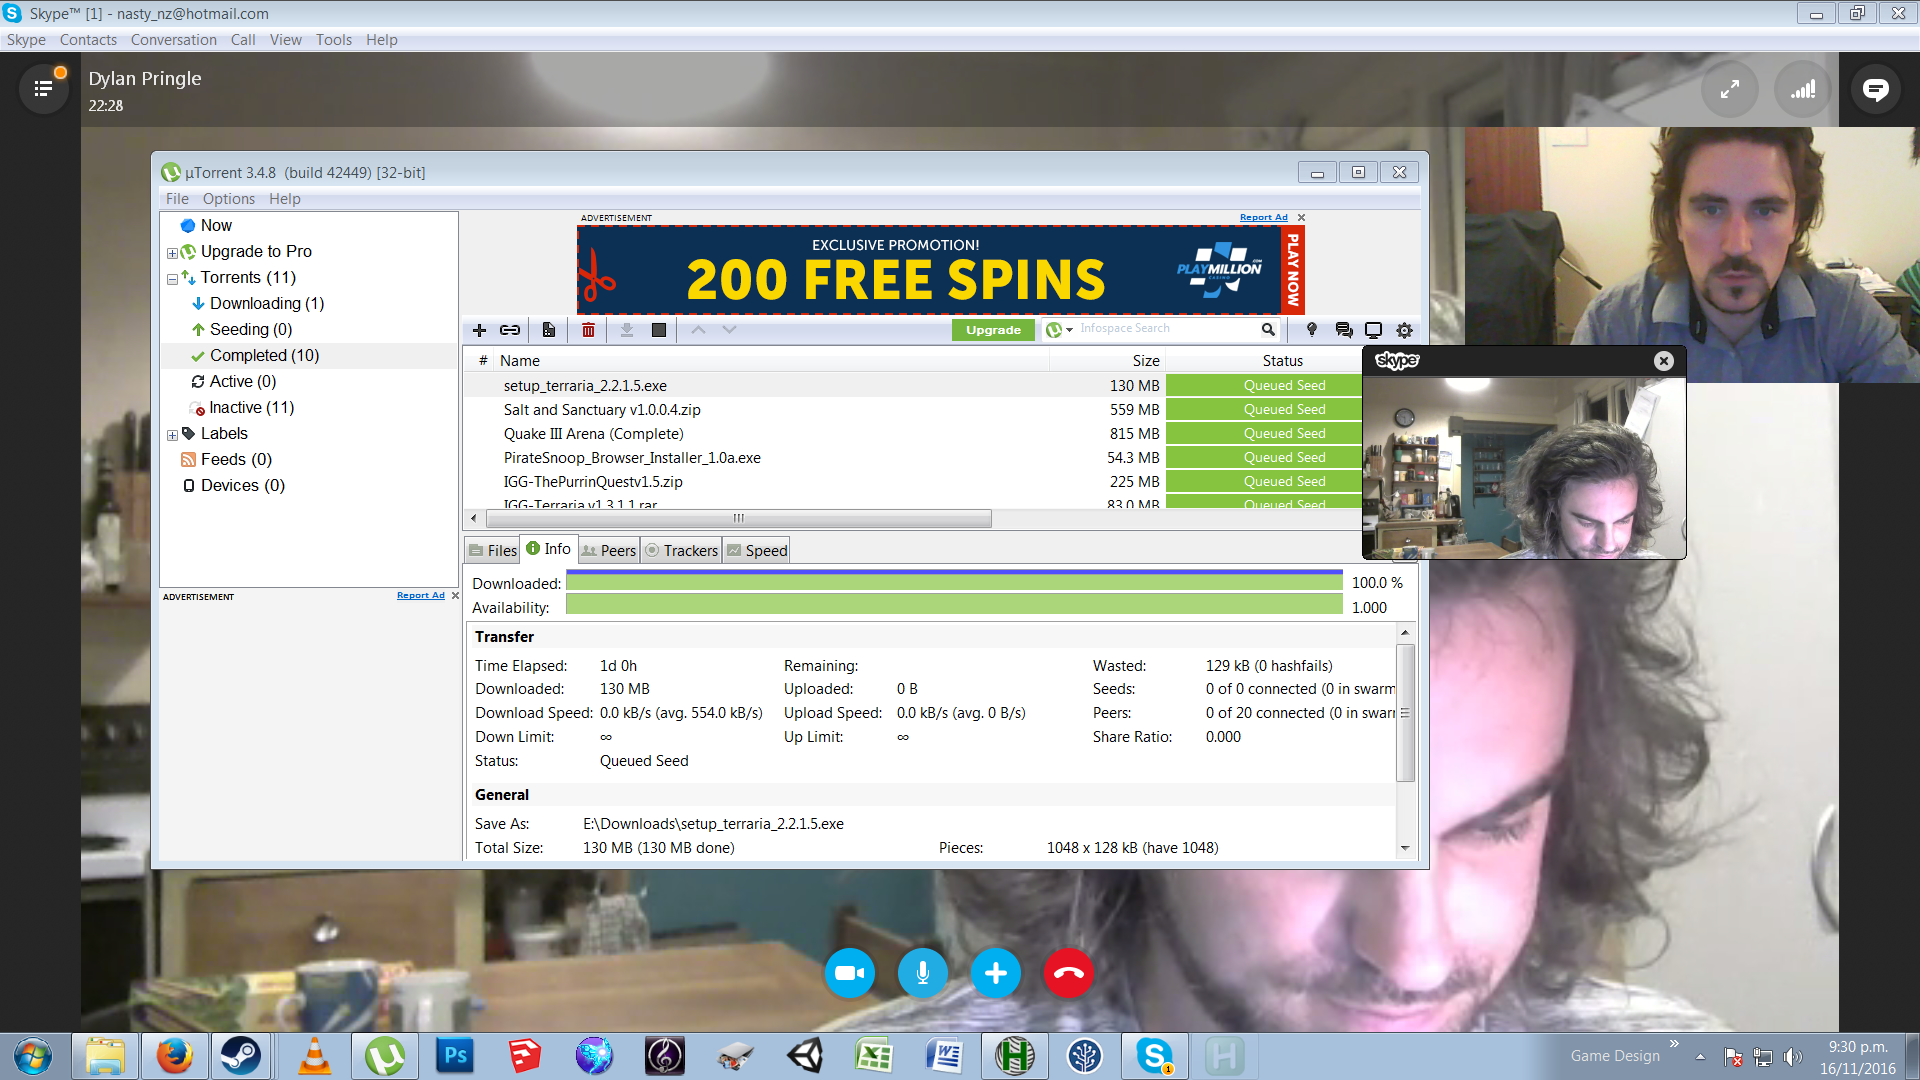 Skype™ [1] - nasty_nz@hotmail.com
Skype Contacts Conversation Call View Tools Help
Dylan Pringle
22:28
µTorrent 3.4.8 (build 42449) [32-bit]
File Options Help
Now
Upgrade to Pro
Torrents (11)
Downloading (1)
Seeding (0)
Completed (10)
Active (0)
Inactive (11)
Labels
Feeds (0)
Devices (0)
ADVERTISEMENT Report Ad
ADVERTISEMENT Report Ad
EXCLUSIVE PROMOTION!
200 FREE SPINS
PLAYMILLION.COM
CASINO
PLAY NOW
Upgrade Infospace Search
# Name Size Status
setup_terraria_2.2.1.5.exe 130 MB Queued Seed
Salt and Sanctuary v1.0.0.4.zip 559 MB Queued Seed
Quake III Arena (Complete) 815 MB Queued Seed
PirateSnoop_Browser_Installer_1.0a.exe 54.3 MB Queued Seed
IGG-ThePurrinQuestv1.5.zip 225 MB Queued Seed
IGG-Terraria.v1.3.1.1.rar 83.0 MB Queued Seed
skype
Files Info Peers Trackers Speed
Downloaded: 100.0 %
Availability: 1.000
Transfer
Time Elapsed: 1d 0h Remaining: Wasted: 129 kB (0 hashfails)
Downloaded: 130 MB Uploaded: 0 B Seeds: 0 of 0 connected (0 in swarm
Download Speed: 0.0 kB/s (avg. 554.0 kB/s) Upload Speed: 0.0 kB/s (avg. 0 B/s) Peers: 0 of 20 connected (0 in swarm
Down Limit: ∞ Up Limit: ∞ Share Ratio: 0.000
Status: Queued Seed
General
Save As: E:\Downloads\setup_terraria_2.2.1.5.exe
Total Size: 130 MB (130 MB done) Pieces: 1048 x 128 kB (have 1048)
Ps
Game Design »
9:30 p.m.
16/11/2016